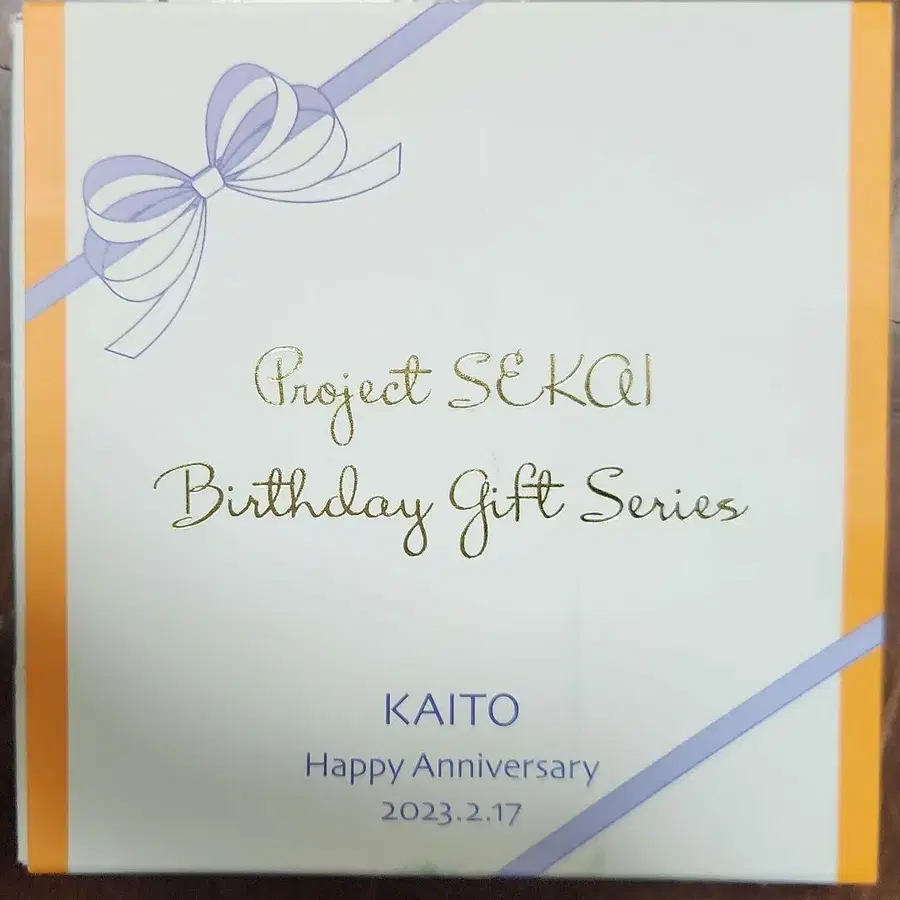 Project SEKAI
Birthday Gift Series
KAITO
Happy Anniversary
2023.2.17